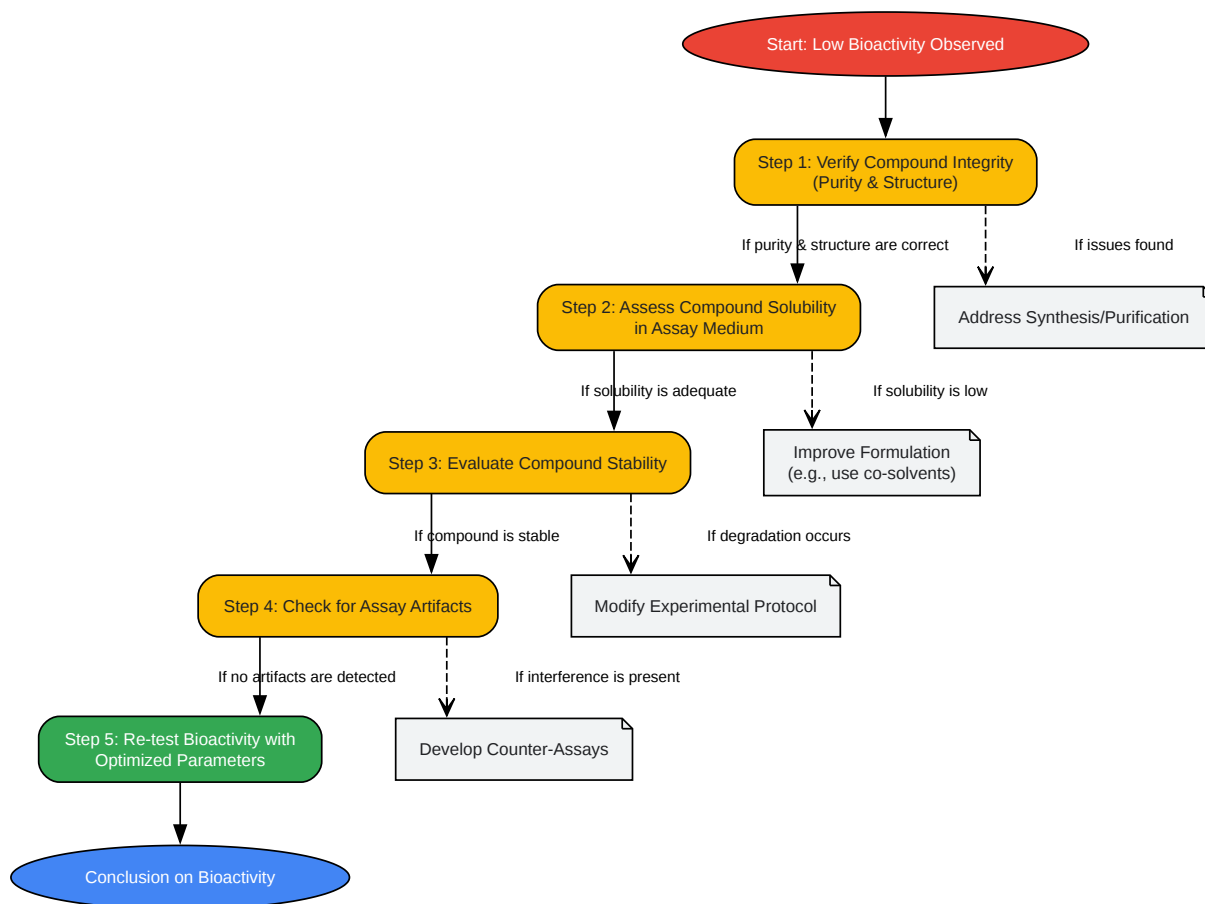 Start: Low Bioactivity Observed
Step 1: Verify Compound Integrity
(Purity & Structure)
If purity & structure are correct
If issues found
Step 2: Assess Compound Solubility
in Assay Medium
Address Synthesis/Purification
If solubility is adequate
If solubility is low
Step 3: Evaluate Compound Stability
Improve Formulation
(e.g., use co-solvents)
If compound is stable
If degradation occurs
Step 4: Check for Assay Artifacts
Modify Experimental Protocol
If no artifacts are detected
If interference is present
Step 5: Re-test Bioactivity with
Optimized Parameters
Develop Counter-Assays
Conclusion on Bioactivity